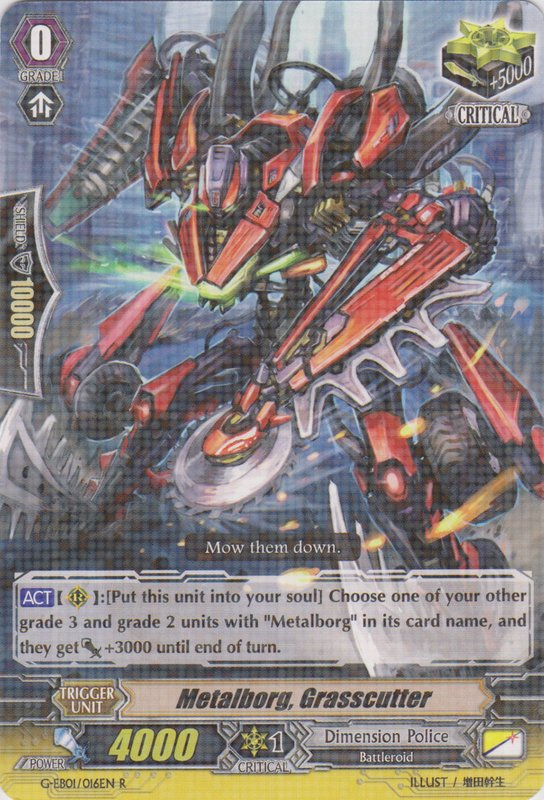 0
GRADE!
+5000
CRITICAL
SHIELD
10000
Mow them down.
ACT【 】:[Put this unit into your soul] Choose one of your other
grade 3 and grade 2 units with "Metalborg" in its card name, and
they get +3000 until end of turn.
TRIGGER
UNIT
Metalborg, Grasscutter
POWER
4000
1
CRITICAL
Dimension Police
Battleroid
G-EB01/016EN R
ILLUST / 増田幹生